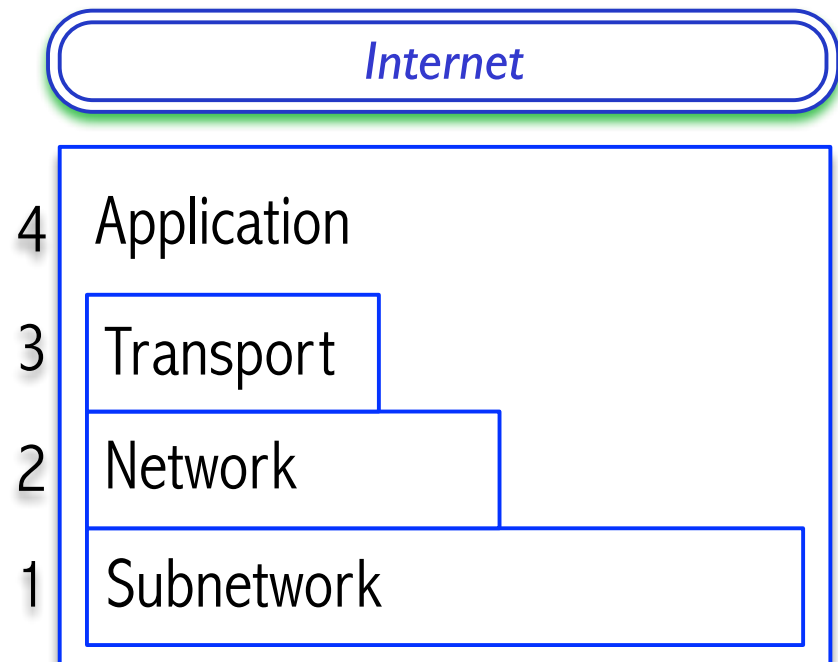 Internet
4 Application
3 Transport
2 Network
1 Subnetwork